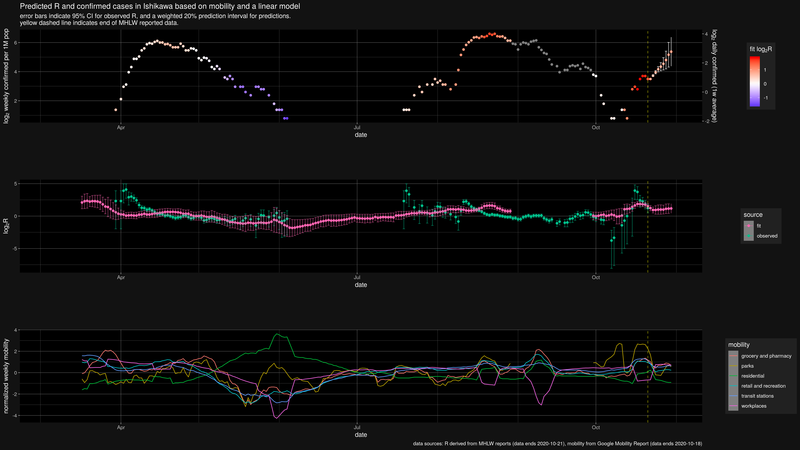 Predicted R and confirmed cases in Ishikawa based on mobility and a linear model
error bars indicate 95% CI for observed R, and a weighted 20% prediction interval for predictions.
yellow dashed line indicates end of MHLW reported data.
log₂ weekly confirmed per 1M pop
6
4
2
4
2
0
-2
log₂ daily confirmed (1w average)
Apr
Jul
Oct
date
fit log₂R
1
0
-1
log₂R
5
0
-5
Apr
Jul
Oct
date
source
fit
observed
normalized weekly mobility
4
2
0
-2
-4
Apr
Jul
Oct
date
mobility
grocery and pharmacy
parks
residential
retail and recreation
transit stations
workplaces
data sources: R derived from MHLW reports (data ends 2020-10-21), mobility from Google Mobility Report (data ends 2020-10-18)